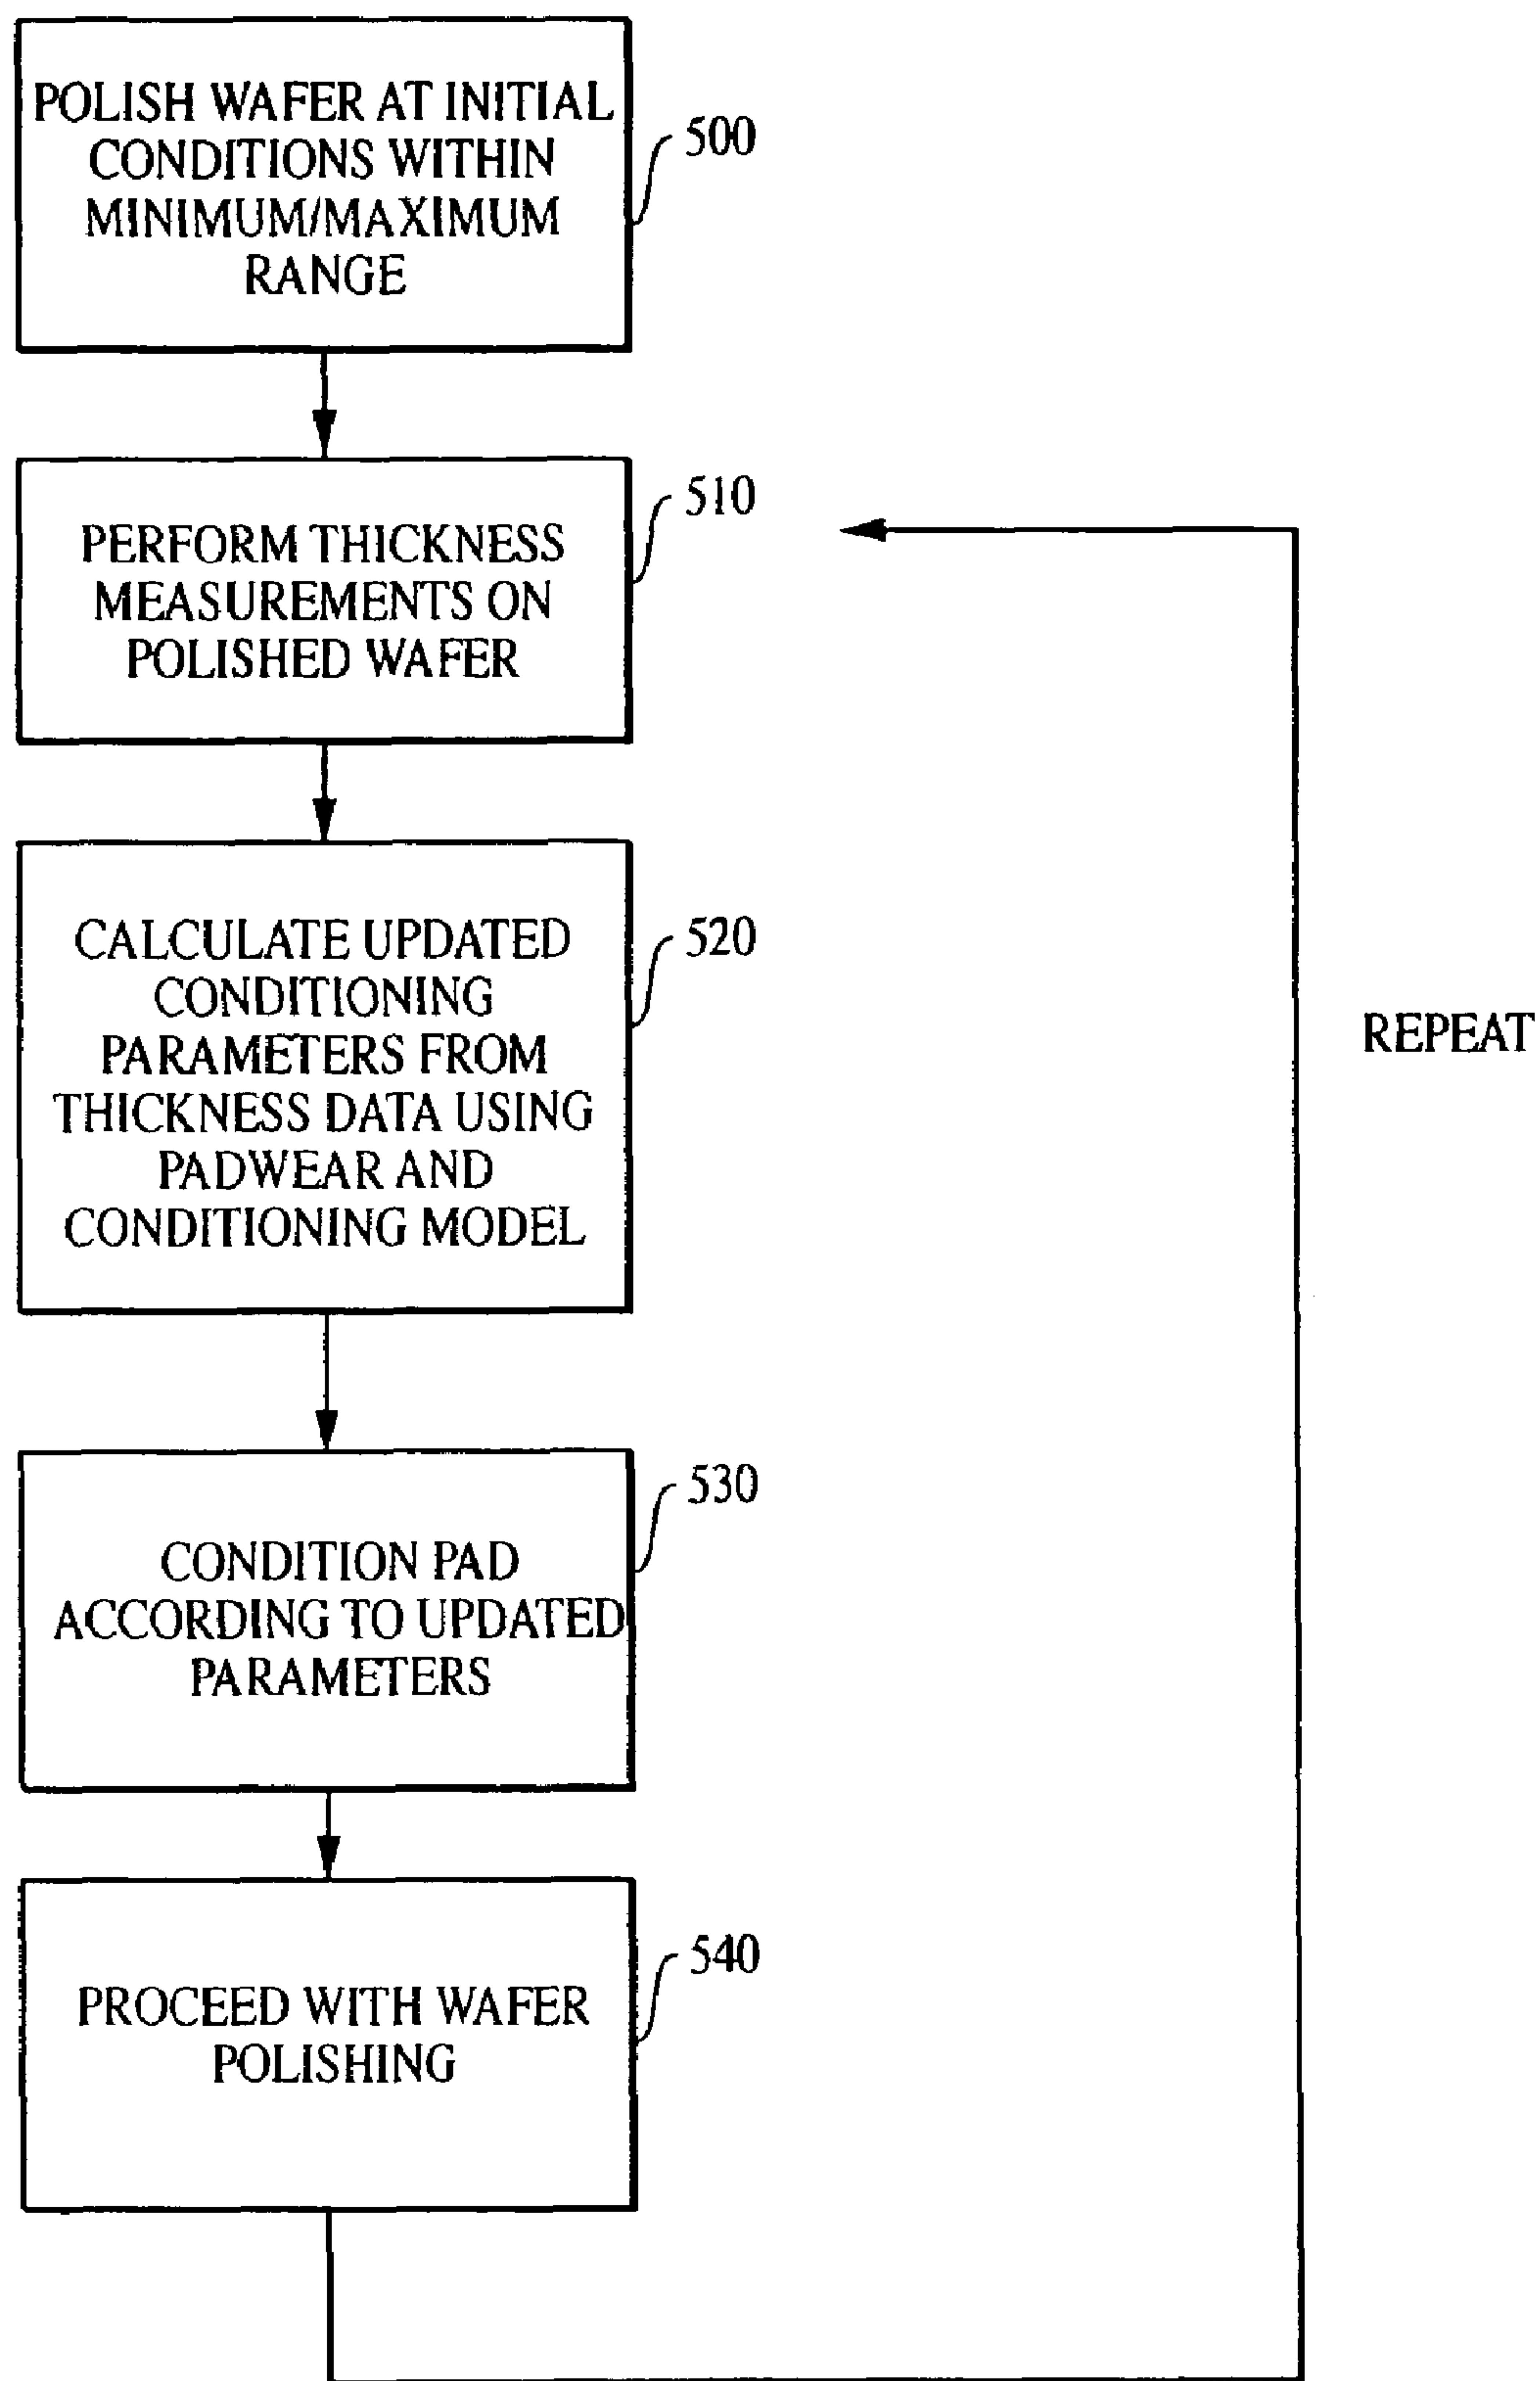 POLISH WAFER AT INITIAL
CONDITIONS WITHIN
MINIMUM/MAXIMUM
RANGE
500
PERFORM THICKNESS
MEASUREMENTS ON
POLISHED WAFER
510
CALCULATE UPDATED
CONDITIONING
PARAMETERS FROM
THICKNESS DATA USING
PADWEAR AND
CONDITIONING MODEL
520
REPEAT
CONDITION PAD
ACCORDING TO UPDATED
PARAMETERS
530
PROCEED WITH WAFER
POLISHING
540